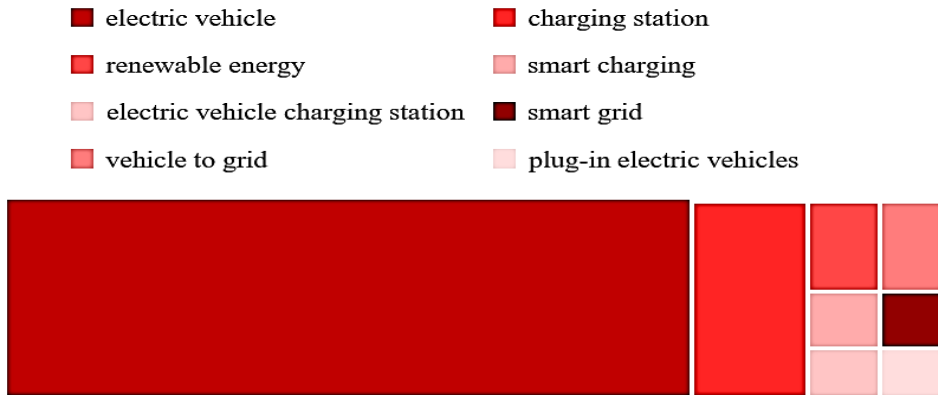 electric vehicle
charging station
renewable energy
smart charging
electric vehicle charging station
smart grid
vehicle to grid
plug-in electric vehicles